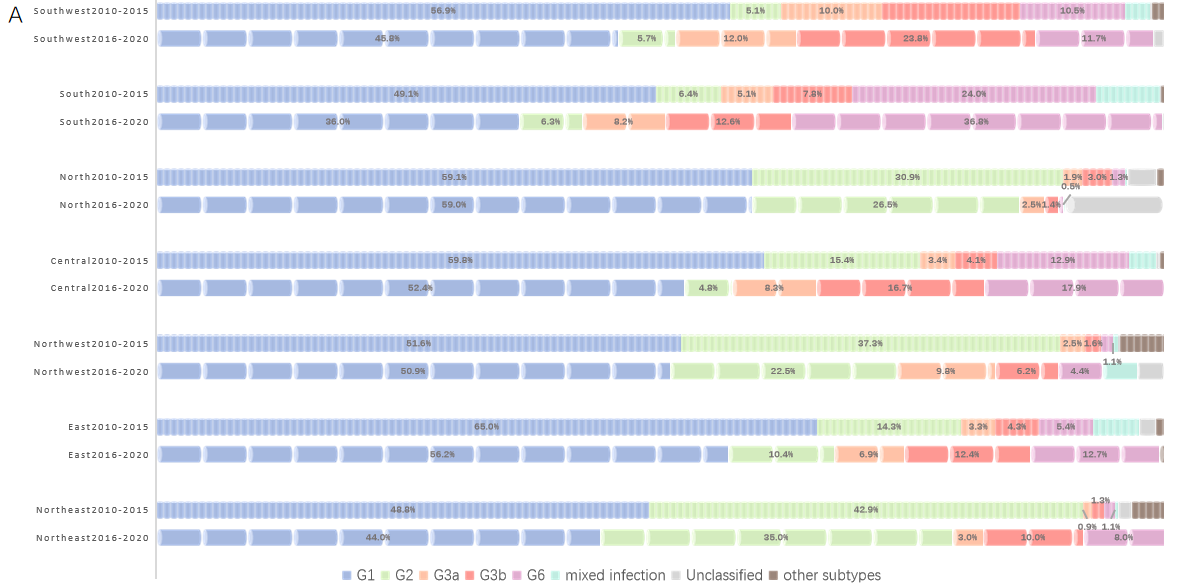 A
Southwest2010-2015 56.9% 5.1% 10.0% 10.5%
Southwest2016-2020 45.8% 5.7% 12.0% 23.8% 11.7%
South2010-2015 49.1% 6.4% 5.1% 7.8% 24.0%
South2016-2020 36.0% 6.3% 8.2% 12.6% 36.8%
North2010-2015 59.1% 30.9% 1.9% 3.0% 1.3%
0.5%
North2016-2020 59.0% 26.5% 2.5% 1.4%
Central2010-2015 59.8% 15.4% 3.4% 4.1% 12.9%
Central2016-2020 52.4% 4.8% 8.3% 16.7% 17.9%
Northwest2010-2015 51.6% 37.3% 2.5% 1.6%
1.1%
Northwest2016-2020 50.9% 22.5% 9.8% 6.2% 4.4%
East2010-2015 65.0% 14.3% 3.3% 4.3% 5.4%
East2016-2020 56.2% 10.4% 6.9% 12.4% 12.7%
1.3%
Northeast2010-2015 48.8% 42.9%
0.9% 1.1%
Northeast2016-2020 44.0% 35.0% 3.0% 10.0% 8.0%
G1 G2 G3a G3b G6 mixed infection Unclassified other subtypes